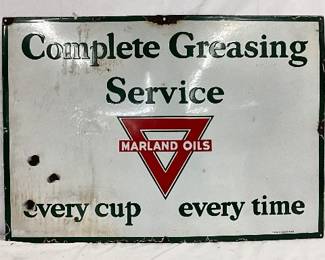 Complete Greasing
Service
MARLAND OILS
every cup every time